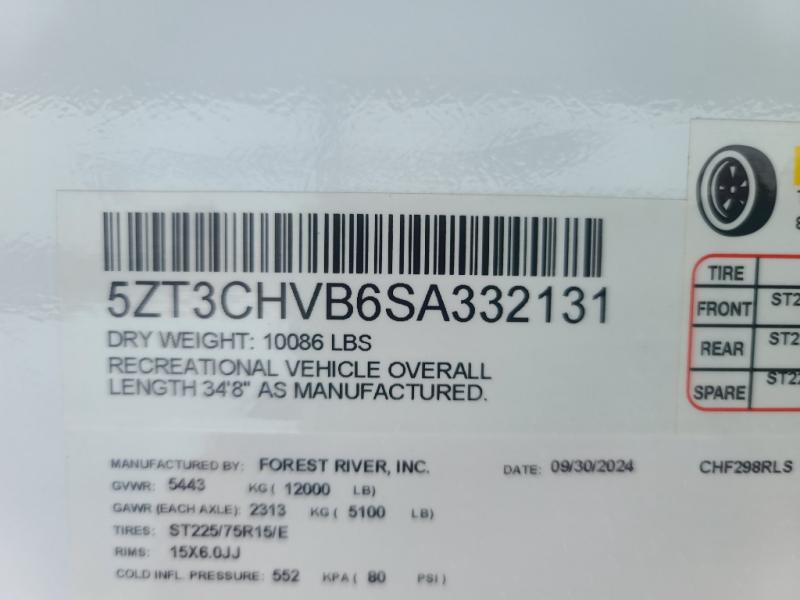 5ZT3CHVB6SA332131
DRY WEIGHT: 10086 LBS
RECREATIONAL VEHICLE OVERALL
LENGTH 34'8" AS MANUFACTURED.
MANUFACTURED BY: FOREST RIVER, INC. DATE: 09/30/2024 CHF298RLS
GVWR: 5443 KG ( 12000 LB)
GAWR (EACH AXLE): 2313 KG ( 5100 LB)
TIRES: ST225/75R15/E
RIMS: 15X6.0JJ
COLD INFL. PRESSURE: 552 KPA ( 80 PSI)
TIRE
FRONT
REAR
SPARE